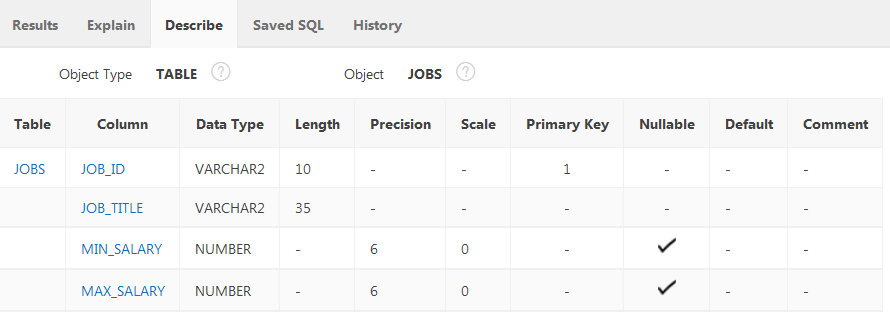 Results Explain Describe Saved SQL History
Object Type TABLE ? Object JOBS ?
Table Column Data Type Length Precision Scale Primary Key Nullable Default Comment
JOBS JOB_ID VARCHAR2 10 - - 1 - - -
JOB_TITLE VARCHAR2 35 - - - - - -
MIN_SALARY NUMBER - 6 0 - ✓ - -
MAX_SALARY NUMBER - 6 0 - ✓ - -